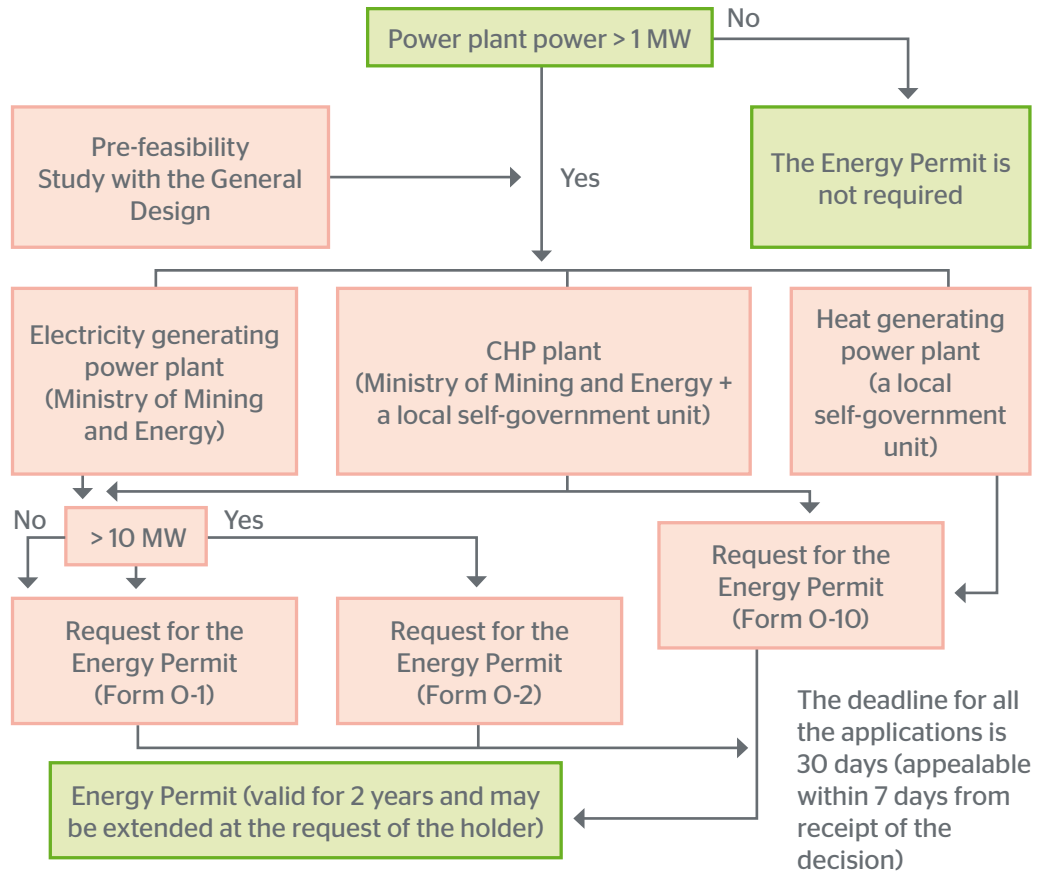 Power plant power > 1 MW
No
Pre-feasibility
Study with the General
Design
Yes
The Energy Permit is
not required
Electricity generating
power plant
(Ministry of Mining
and Energy)
CHP plant
(Ministry of Mining and Energy +
a local self-government unit)
Heat generating
power plant
(a local
self-government
unit)
No
> 10 MW
Yes
Request for the
Energy Permit
(Form O-1)
Request for the
Energy Permit
(Form O-2)
Request for the
Energy Permit
(Form O-10)
The deadline for all
the applications is
30 days (appealable
within 7 days from
receipt of the
decision)
Energy Permit (valid for 2 years and may
be extended at the request of the holder)